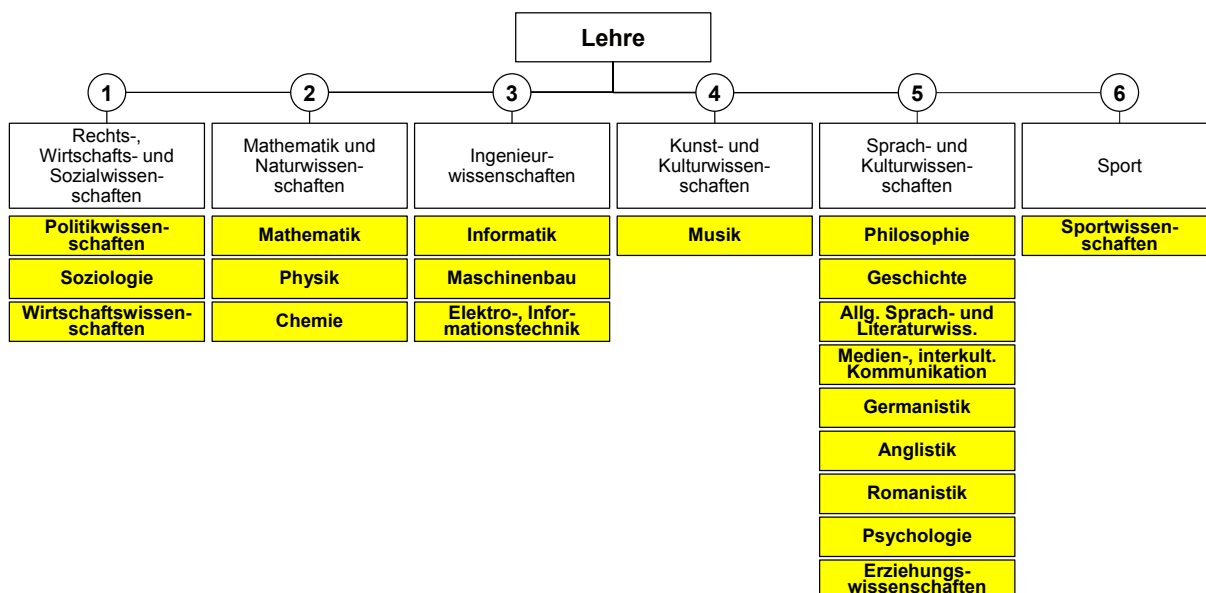 Lehre
1
2
3
4
5
6
Rechts-,
Wirtschafts- und
Sozialwissen-
schaften
Mathematik und
Naturwissen-
schaften
Ingenieur-
wissenschaften
Kunst- und
Kulturwissen-
schaften
Sprach- und
Kulturwissen-
schaften
Sport
Politikwissen-
schaften
Soziologie
Wirtschaftswissen-
schaften
Mathematik
Physik
Chemie
Informatik
Maschinenbau
Elektro-, Infor-
mationstechnik
Musik
Philosophie
Geschichte
Allg. Sprach- und
Literaturwiss.
Medien-, interkult.
Kommunikation
Germanistik
Anglistik
Romanistik
Psychologie
Erziehungs-
wissenschaften
Sportwissen-
schaften